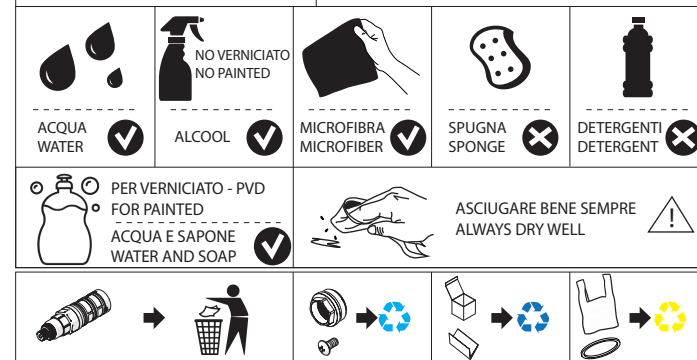 NO VERNICIATO
NO PAINTED
ACQUA
WATER
ALCOOL
MICROFIBRA
MICROFIBER
SPUGNA
SPONGE
DETERGENTI
DETERGENT
PER VERNICIATO - PVD
FOR PAINTED
ACQUA E SAPONE
WATER AND SOAP
ASCIUGARE BENE SEMPRE
ALWAYS DRY WELL
!